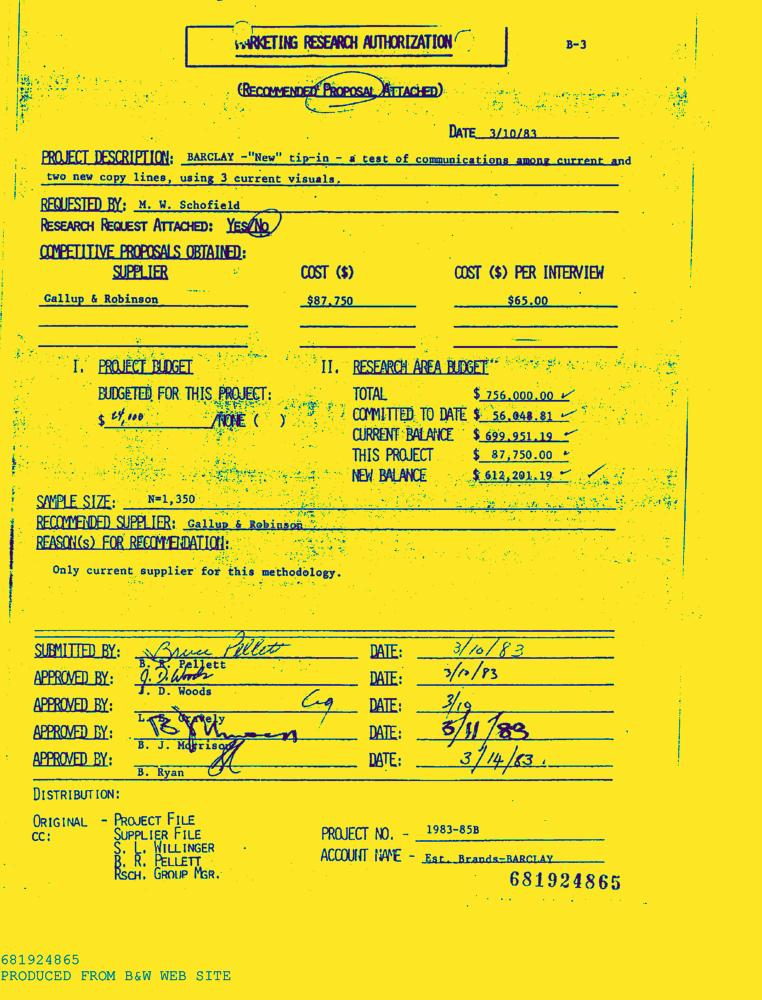 MARKETING RESEARCH AUTHORIZATION
B-3
(RECOMMENDED PROPOSAL ATTACHED)
DATE 3/10/83
PROJECT DESCRIPTION: BARCLAY -"New" tip-in - a test of communications among current and
two new copy lines, using 3 current visuals.
REQUESTED BY: M. W. Schofield
RESEARCH REQUEST ATTACHED: YES/NO
COMPETITIVE PROPOSALS OBTAINED:
SUPPLIER COST ($) COST ($) PER INTERVIEW
Gallup & Robinson $87,750 $65.00
I. PROJECT BUDGET II. RESEARCH AREA BUDGET
BUDGETED FOR THIS PROJECT: TOTAL $ 756,000.00
$ /NONE ( ) COMMITTED TO DATE $ 56,048.81
CURRENT BALANCE $ 699,951.19
THIS PROJECT $ 87,750.00
NEW BALANCE $ 612,201.19
SAMPLE SIZE: N=1,350
RECOMMENDED SUPPLIER: Gallup & Robinson
REASON(s) FOR RECOMMENDATION:
Only current supplier for this methodology.
SUBMITTED BY: Bruce Pellett DATE: 3/10/83
B. R. Pellett
APPROVED BY: J. D. Woods DATE: 3/10/83
J. D. Woods
APPROVED BY: DATE:
APPROVED BY: DATE: 3/11/83
B. J. Morrison
APPROVED BY: DATE: 3/14/83.
B. Ryan
DISTRIBUTION:
ORIGINAL - PROJECT FILE
CC: SUPPLIER FILE
S. L. WILLINGER
B. R. PELLETT
RSCH. GROUP MGR.
PROJECT NO. - 1983-85B
ACCOUNT NAME - Est. Brands-BARCLAY
681924865
681924865
PRODUCED FROM B&W WEB SITE